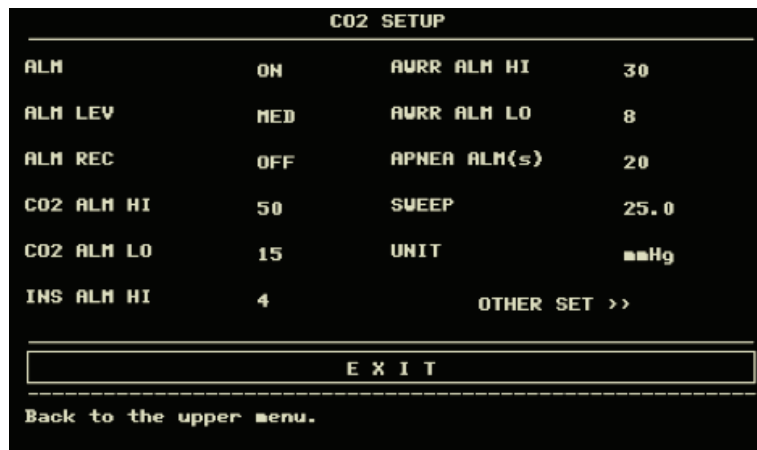 CO2 SETUP
ALM ON AWRR ALM HI 30
ALM LEV MED AWRR ALM LO 8
ALM REC OFF APNEA ALM(s) 20
CO2 ALM HI 50 SWEEP 25.0
CO2 ALM LO 15 UNIT mmHg
INS ALM HI 4 OTHER SET >>
E X I T
Back to the upper menu.